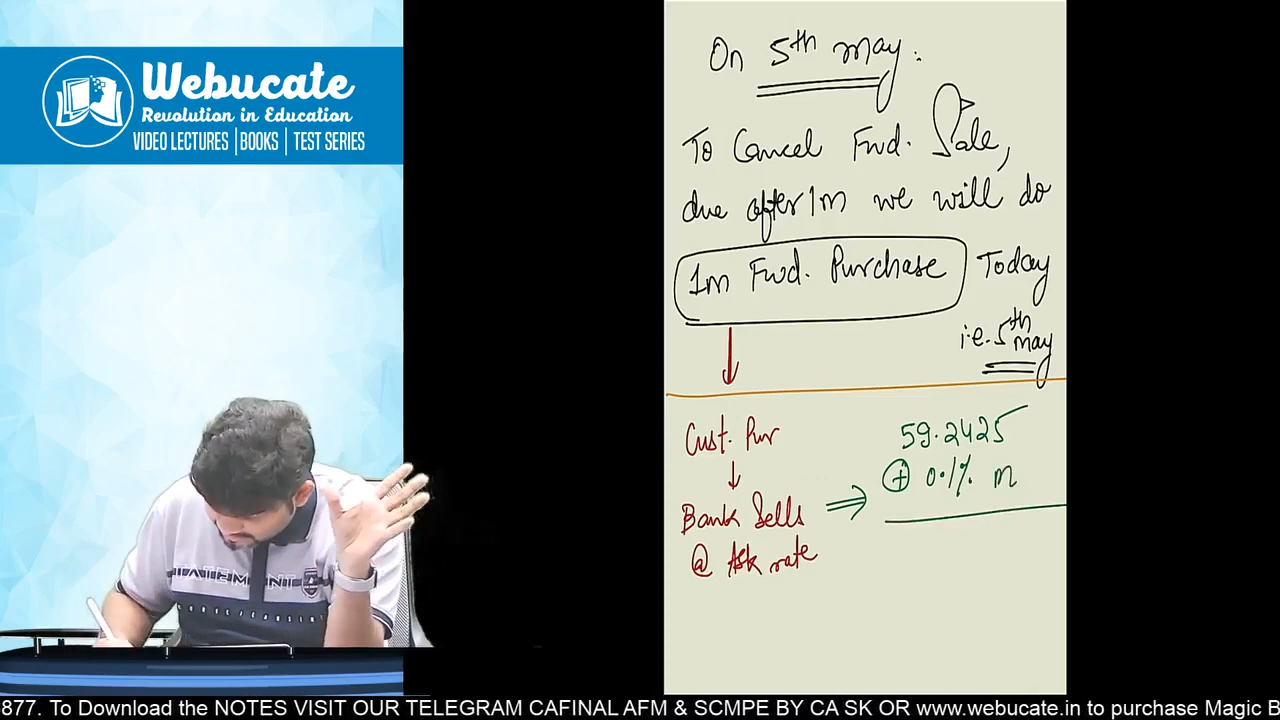 Webucate
Revolution in Education
VIDEO LECTURES | BOOKS | TEST SERIES
On 5th may:
To Cancel Fwd. Sale,
due after 1m we will do
1m Fwd. Purchase Today
i.e. 5th may
Cust. Pur
↓
Bank Sells
@ Ask rate
⇒
59.2425
⊕ 0.1% m
TATEMENT
877. To Download the NOTES VISIT OUR TELEGRAM CAFINAL AFM & SCMPE BY CA SK OR www.webucate.in to purchase Magic B